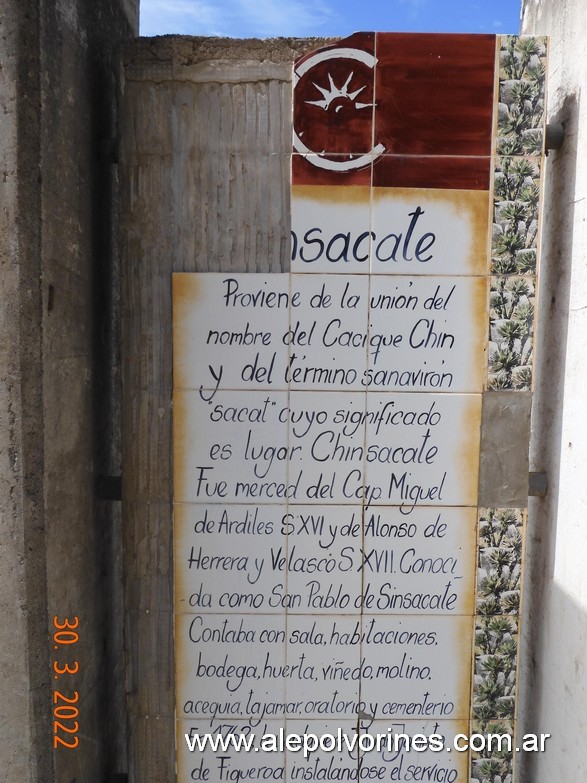 nsacate
Proviene de la unión del
nombre del Cacique Chin
y del término sanavirón
"sacat" cuyo significado
es lugar. Chinsacate
Fue merced del Cap. Miguel
de Ardiles S XVI y de Alonso de
Herrera y Velasco S XVII. Conoci
-da como San Pablo de Sinsacate
Contaba con sala, habitaciones.
bodega, huerta, viñedo, molino.
acequia, tajamar, oratorio y cementerio
www.alepolvorines.com.ar
de Figueroa instalándose el servicio
30. 3. 2022